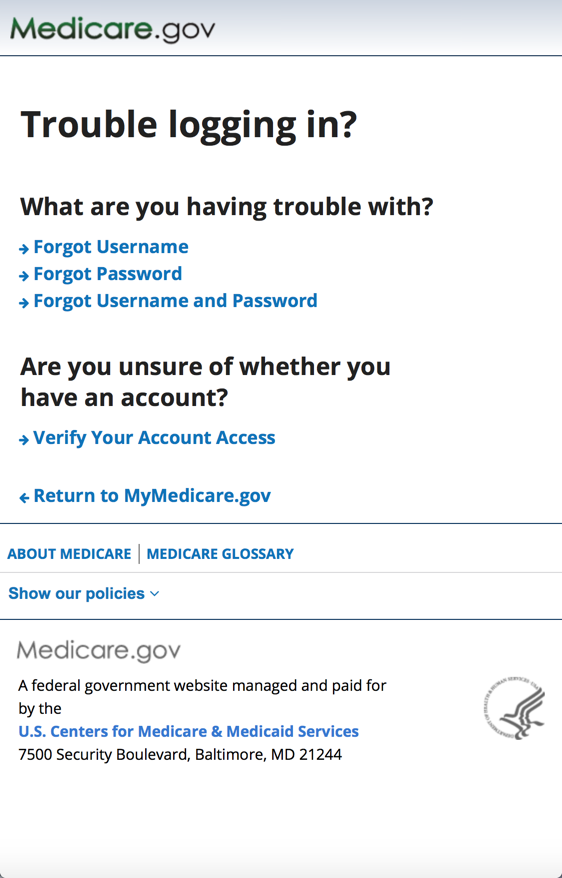 Medicare.gov
Trouble logging in?
What are you having trouble with?
Forgot Username
Forgot Password
Forgot Username and Password
Are you unsure of whether you
have an account?
Verify Your Account Access
Return to MyMedicare.gov
ABOUT MEDICARE | MEDICARE GLOSSARY
Show our policies
Medicare.gov
A federal government website managed and paid for
by the
U.S. Centers for Medicare & Medicaid Services
7500 Security Boulevard, Baltimore, MD 21244